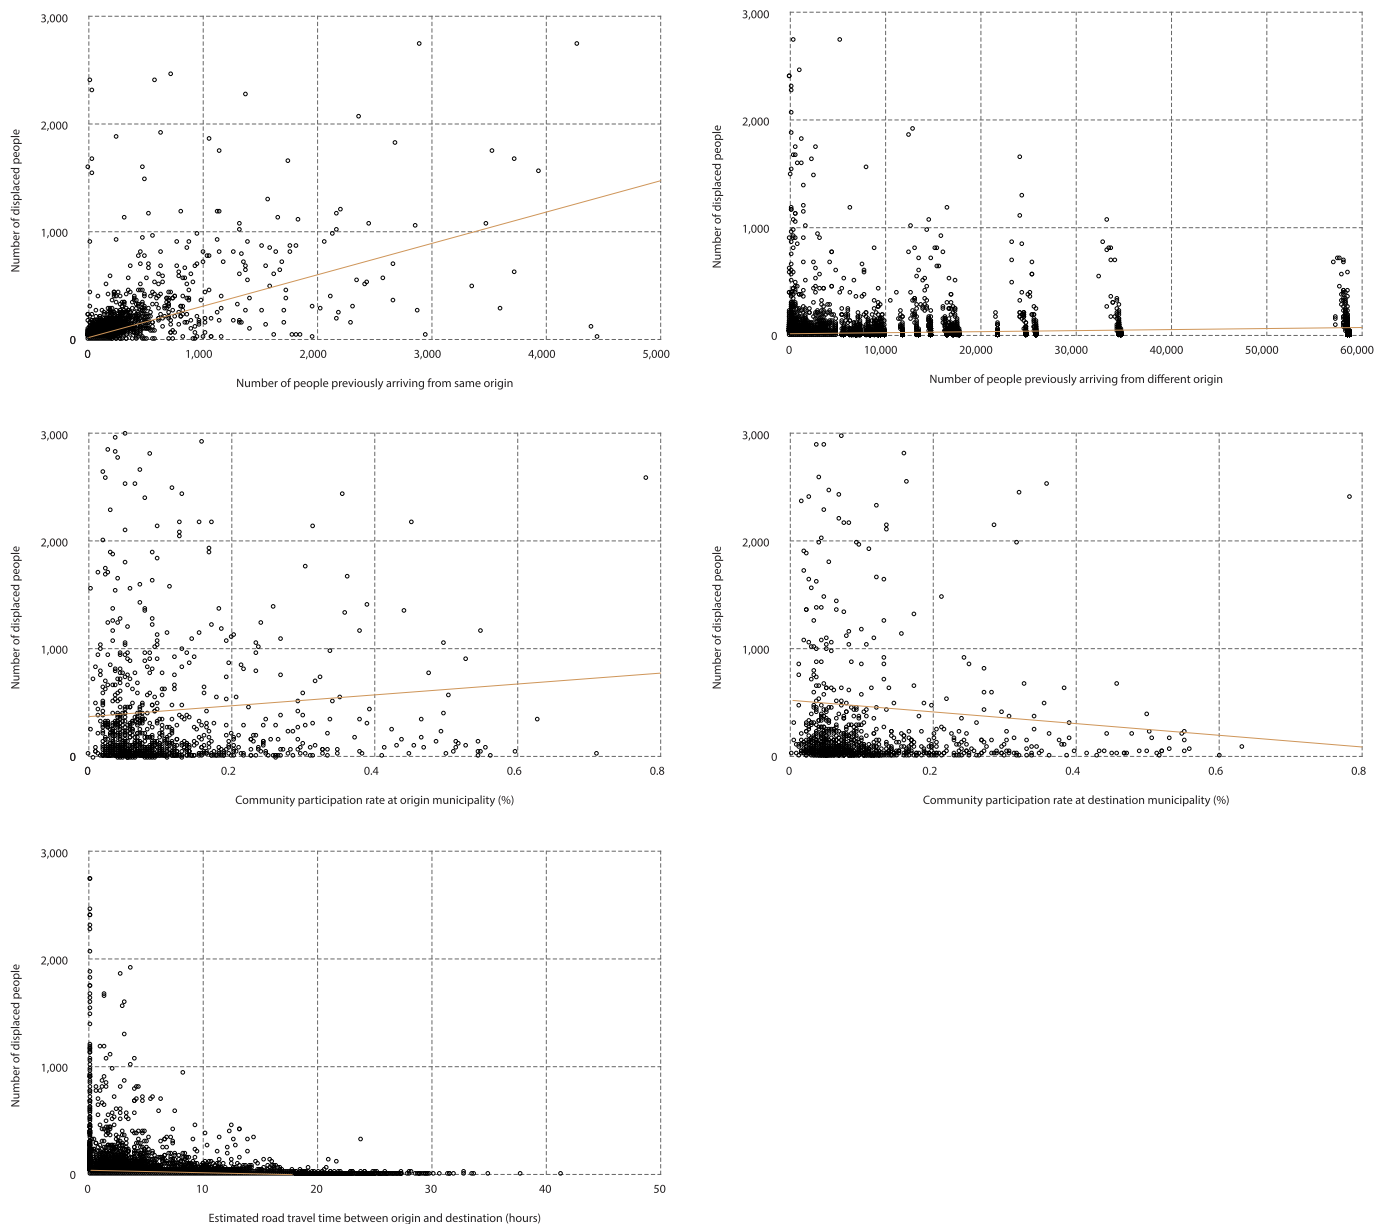 3,000
2,000
1,000
0
Number of displaced people
0 1,000 2,000 3,000 4,000 5,000
Number of people previously arriving from same origin
3,000
2,000
1,000
0
Number of displaced people
0 10,000 20,000 30,000 40,000 50,000 60,000
Number of people previously arriving from different origin
3,000
2,000
1,000
0
Number of displaced people
0 0.2 0.4 0.6 0.8
Community participation rate at origin municipality (%)
3,000
2,000
1,000
0
Number of displaced people
0 0.2 0.4 0.6 0.8
Community participation rate at destination municipality (%)
3,000
2,000
1,000
0
Number of displaced people
0 10 20 30 40 50
Estimated road travel time between origin and destination (hours)